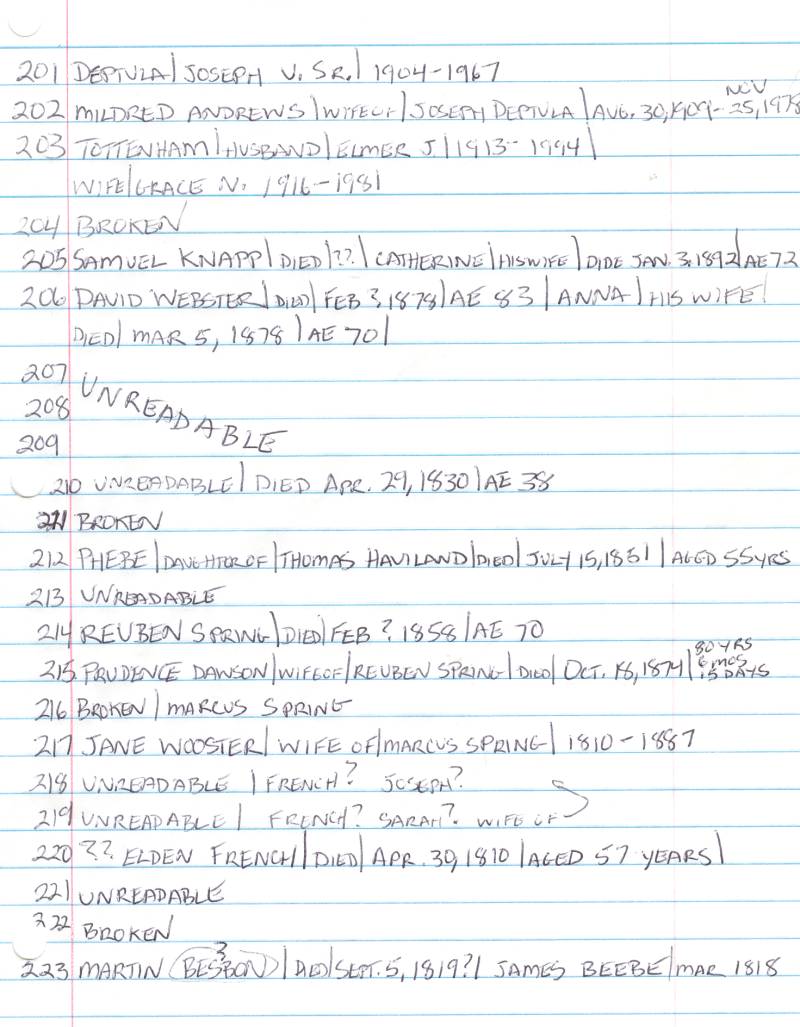 201 DEPTULA | JOSEPH V. SR. | 1904-1967
202 MILDRED ANDREWS | WIFE OF | JOSEPH DEPTULA | AUG. 30, 1909 - NOV 25, 1978
203 TOTTENHAM | HUSBAND | ELMER J. | 1913 - 1994 |
WIFE | GRACE N. 1916-1981
204 BROKEN
205 SAMUEL KNAPP | DIED | ?? | CATHERINE | HIS WIFE | DIDE JAN. 3, 1892 | AE 72
206 DAVID WEBSTER | DIED | FEB ?, 1878 | AE 83 | ANNA | HIS WIFE |
DIED | MAR 5, 1878 | AE 70 |
207
208 UNREADABLE
209
210 UNREADABLE | DIED APR. 29, 1830 | AE 38
211 BROKEN
212 PHEBE | DAUGHTOR OF | THOMAS HAVILAND | DIED | JULY 15, 1851 | AGED 55 YRS
213 UNREADABLE
214 REUBEN SPRING | DIED | FEB ? 1858 | AE 70
215 PRUDENCE DAWSON | WIFE OF | REUBEN SPRING | DIED | OCT. 18, 1874 | 80 YRS 6 MOS 15 DAYS
216 BROKEN | MARCUS SPRING
217 JANE WOOSTER | WIFE OF | MARCUS SPRING | 1810 - 1887
218 UNREADABLE | FRENCH? JOSEPH?
219 UNREADABLE | FRENCH? SARAH? WIFE OF
220 ?? ELDEN FRENCH | DIED | APR. 30, 1810 | AGED 57 YEARS |
221 UNREADABLE
222 BROKEN
223 MARTIN (BESBON) ? | DIED | SEPT. 5, 1819? | JAMES BEEBE | MAR 1818